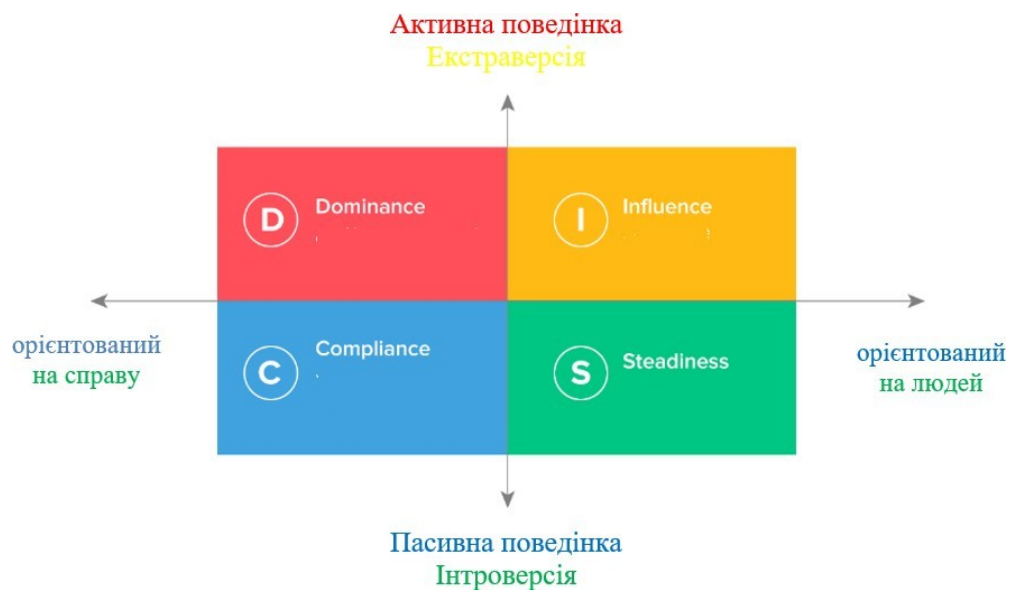 Активна поведінка
Екстраверсія
D Dominance
I Influence
орієнтований
на справу
C Compliance
S Steadiness
орієнтований
на людей
Пасивна поведінка
Інтроверсія